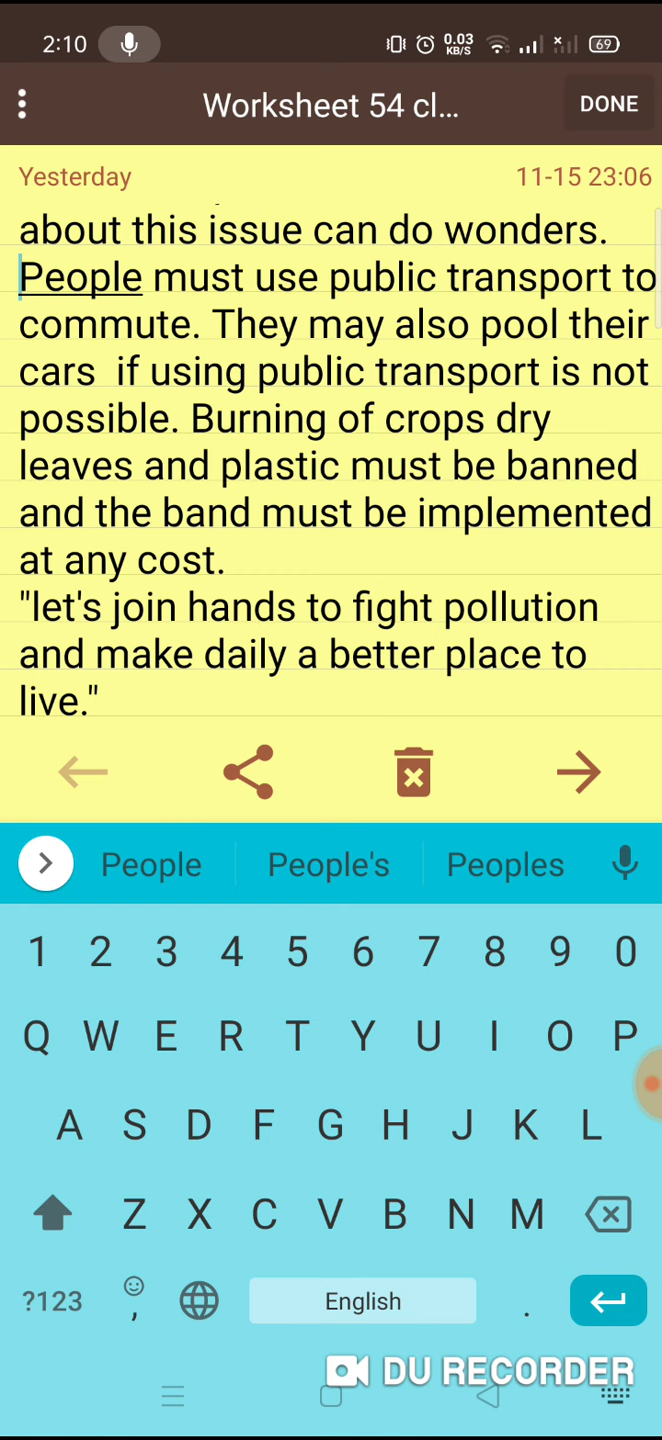 2:10
0.03
KB/S
69
Worksheet 54 cl...
DONE
Yesterday
11-15 23:06
about this issue can do wonders.
People must use public transport to
commute. They may also pool their
cars  if using public transport is not
possible. Burning of crops dry
leaves and plastic must be banned
and the band must be implemented
at any cost.
"let's join hands to fight pollution
and make daily a better place to
live."
People
People's
Peoples
1 2 3 4 5 6 7 8 9 0
Q W E R T Y U I O P
A S D F G H J K L
Z X C V B N M
?123 , English .
DU RECORDER